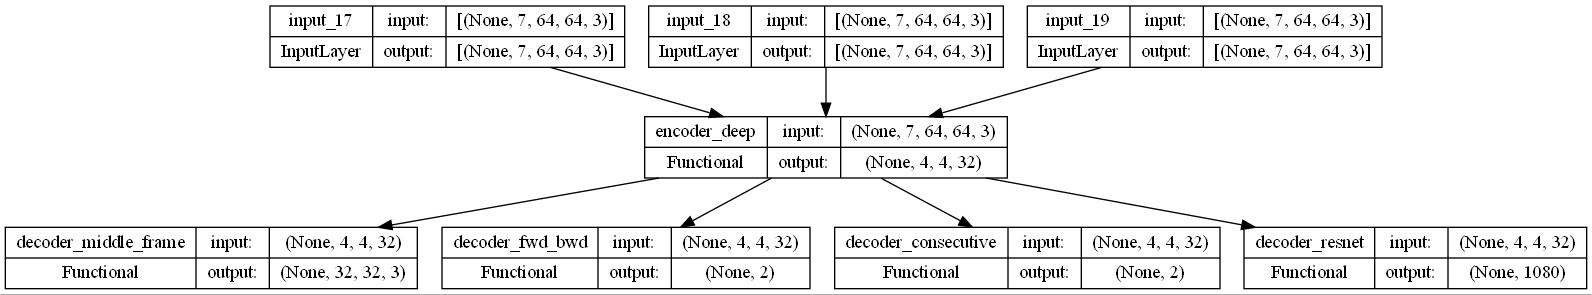 input_17 input: [(None, 7, 64, 64, 3)]
InputLayer output: [(None, 7, 64, 64, 3)]
input_18 input: [(None, 7, 64, 64, 3)]
InputLayer output: [(None, 7, 64, 64, 3)]
input_19 input: [(None, 7, 64, 64, 3)]
InputLayer output: [(None, 7, 64, 64, 3)]
encoder_deep input: (None, 7, 64, 64, 3)
Functional output: (None, 4, 4, 32)
decoder_middle_frame input: (None, 4, 4, 32)
Functional output: (None, 32, 32, 3)
decoder_fwd_bwd input: (None, 4, 4, 32)
Functional output: (None, 2)
decoder_consecutive input: (None, 4, 4, 32)
Functional output: (None, 2)
decoder_resnet input: (None, 4, 4, 32)
Functional output: (None, 1080)